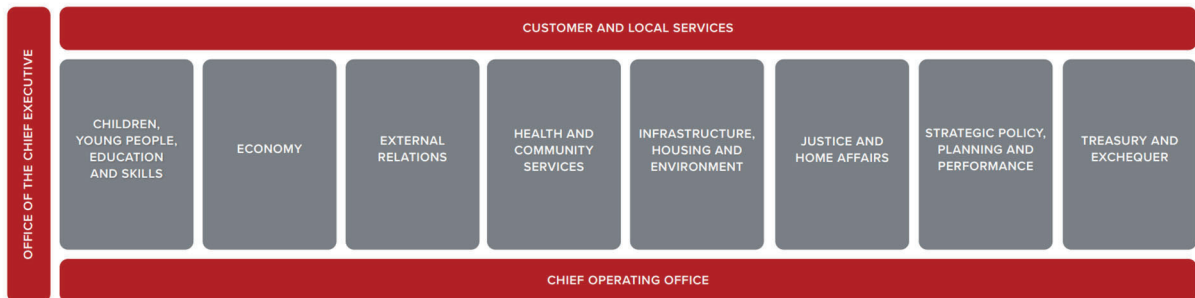 OFFICE OF THE CHIEF EXECUTIVE
CUSTOMER AND LOCAL SERVICES
CHILDREN,
YOUNG PEOPLE,
EDUCATION
AND SKILLS
ECONOMY
EXTERNAL
RELATIONS
HEALTH AND
COMMUNITY
SERVICES
INFRASTRUCTURE,
HOUSING AND
ENVIRONMENT
JUSTICE AND
HOME AFFAIRS
STRATEGIC POLICY,
PLANNING AND
PERFORMANCE
TREASURY AND
EXCHEQUER
CHIEF OPERATING OFFICE